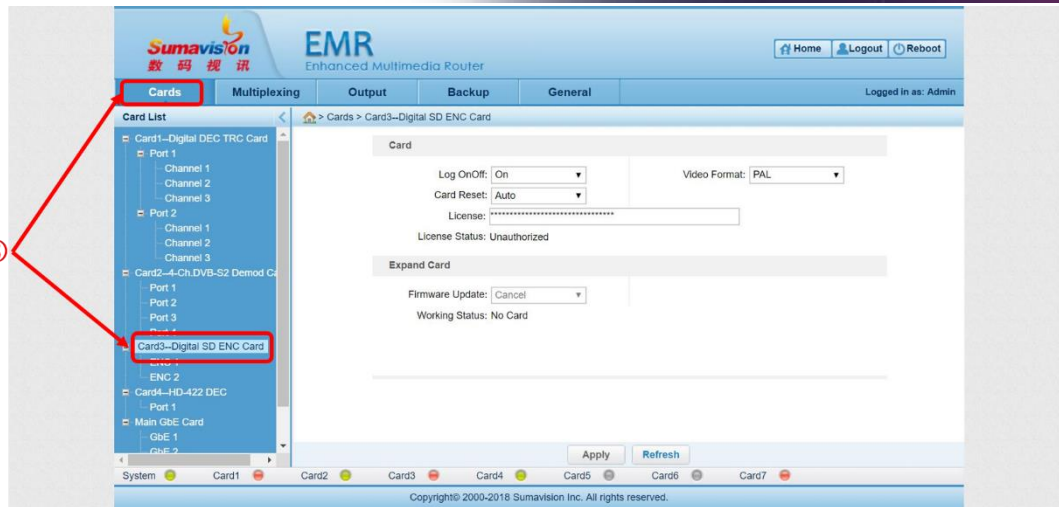 Sumavision
数码视讯
EMR
Enhanced Multimedia Router
Home Logout Reboot
Cards Multiplexing Output Backup General Logged in as: Admin
Card List < > Cards > Card3--Digital SD ENC Card
Card1--Digital DEC TRC Card
Port 1
Channel 1
Channel 2
Channel 3
Port 2
Channel 1
Channel 2
Channel 3
Card2--4-Ch.DVB-S2 Demod Ca
Port 1
Port 2
Port 3
Card3--Digital SD ENC Card
ENC 1
ENC 2
Card4--HD-422 DEC
Port 1
Main GbE Card
GbE 1
GbE 2
Card
Log OnOff: On Video Format: PAL
Card Reset: Auto
License: ********************************
License Status: Unauthorized
Expand Card
Firmware Update: Cancel
Working Status: No Card
Apply Refresh
System Card1 Card2 Card3 Card4 Card5 Card6 Card7
Copyright© 2000-2018 Sumavision Inc. All rights reserved.